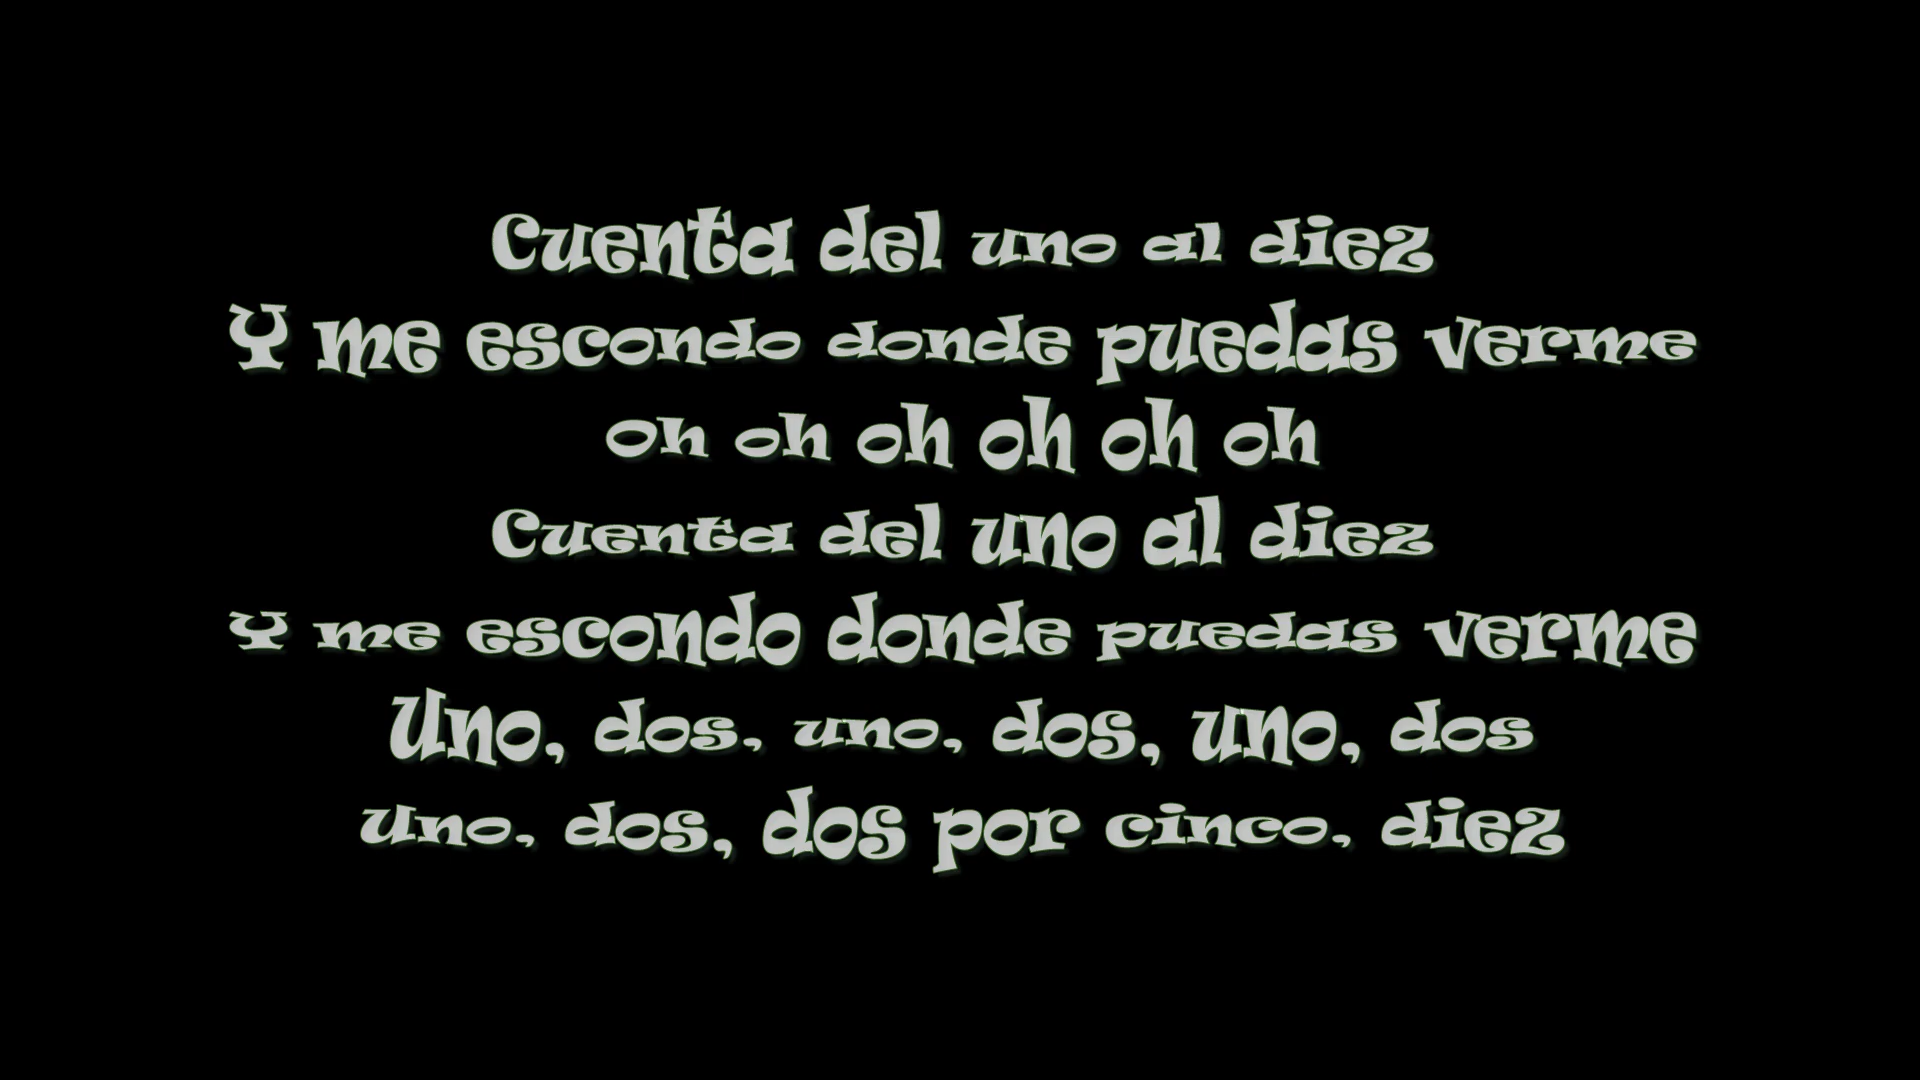 Cuenta del uno al diez
Y me escondo donde puedas verme
Oh oh oh oh oh oh
Cuenta del uno al diez
Y me escondo donde puedas verme
Uno, dos, uno, dos, uno, dos
Uno, dos, dos por cinco, diez